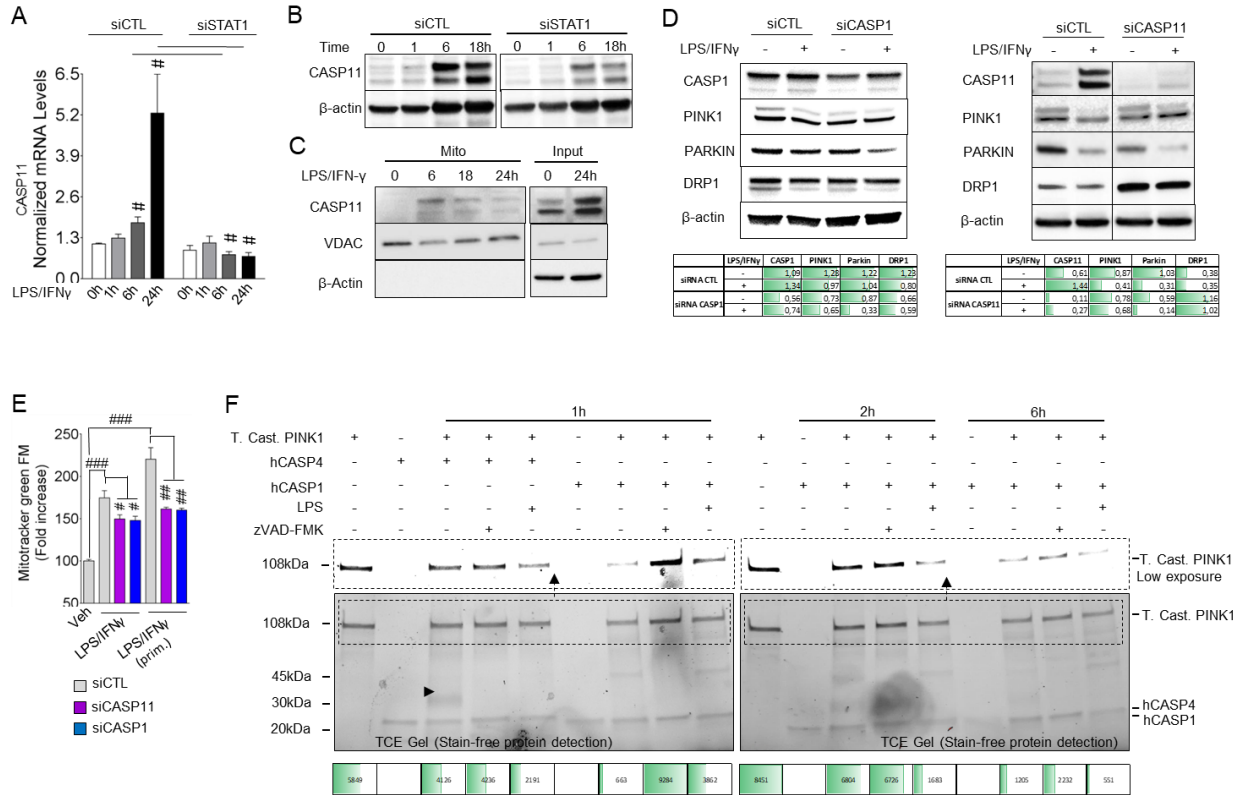 A
siCTL siSTAT1
CASP11
Normalized mRNA Levels
6.5
5.2
3.9
2.6
1.3
0.0
# # # #
LPS/IFNγ 0h 1h 6h 24h 0h 1h 6h 24h
B
siCTL siSTAT1
Time 0 1 6 18h 0 1 6 18h
CASP11
β-actin
C
Mito Input
LPS/IFN-γ 0 6 18 24h 0 24h
CASP11
VDAC
β-Actin
D
siCTL siCASP1
LPS/IFNγ - + - +
CASP1
PINK1
PARKIN
DRP1
β-actin
LPS/IFNγ CASP1 PINK1 Parkin DRP1
siRNA CTL - 1,09 1,28 1,22 1,23
+ 1,34 0,97 1,04 0,80
siRNA CASP1 - 0,56 0,73 0,87 0,66
+ 0,74 0,65 0,33 0,59
siCTL siCASP11
LPS/IFNγ - + - +
CASP11
PINK1
PARKIN
DRP1
β-actin
LPS/IFNγ CASP11 PINK1 Parkin DRP1
siRNA CTL - 0,61 0,87 1,03 0,38
+ 1,44 0,41 0,31 0,35
siRNA CASP11 - 0,11 0,78 0,59 1,16
+ 0,27 0,68 0,14 1,02
E
Mitotracker green FM
(Fold increase)
250
200
150
100
50
###
###
# # ## ##
Veh
LPS/IFNγ
LPS/IFNγ
(prim.)
siCTL
siCASP11
siCASP1
F
1h 2h 6h
T. Cast. PINK1 + - + + + - + + + + - + + + - + + +
hCASP4 - + + + + - - - - - - - - - - - - -
hCASP1 - - - - - + + + + - + + + + + + + +
LPS - - - - + - - - + - - - - + - - - +
zVAD-FMK - - - + - - - + - - - - + - - - + -
108kDa
T. Cast. PINK1
Low exposure
108kDa
T. Cast. PINK1
45kDa
30kDa
20kDa
hCASP4
hCASP1
TCE Gel (Stain-free protein detection) TCE Gel (Stain-free protein detection)
5849 4126 4236 2191 663 9284 3862 8451 6804 6726 1683 1205 2232 551